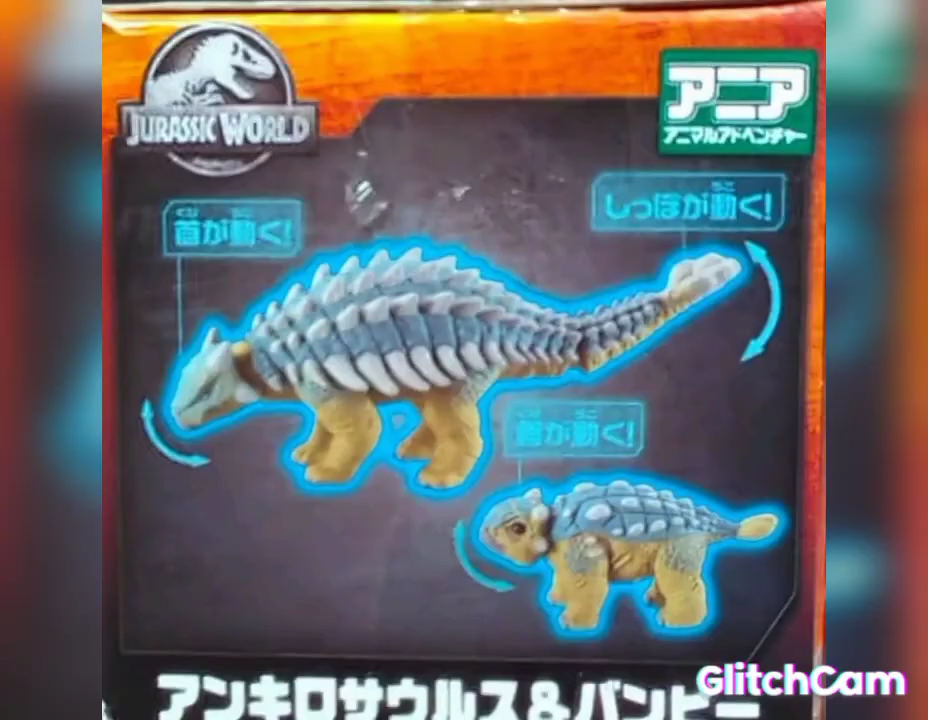 JURASSIC WORLD
アニア
アニマルアドベンチャー
しっぽが動く!
首が動く!
首が動く!
アンキロサウルス&バンピー
GlitchCam